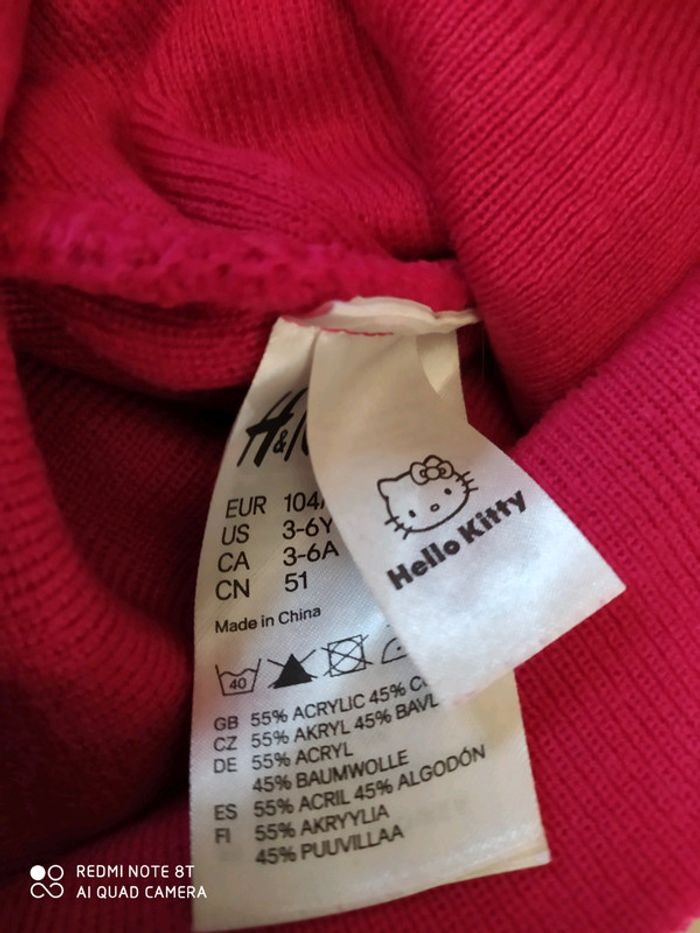 H&
EUR 104
US 3-6Y
CA 3-6A
CN 51
Made in China
40
GB 55% ACRYLIC 45%
CZ 55% AKRYL 45%
DE 55% ACRYL
45% BAUMWOLLE
ES 55% ACRIL 45% ALGODÓN
FI 55% AKRYYLIA
45% PUUVILLAA
Hello Kitty
REDMI NOTE 8T
AI QUAD CAMERA